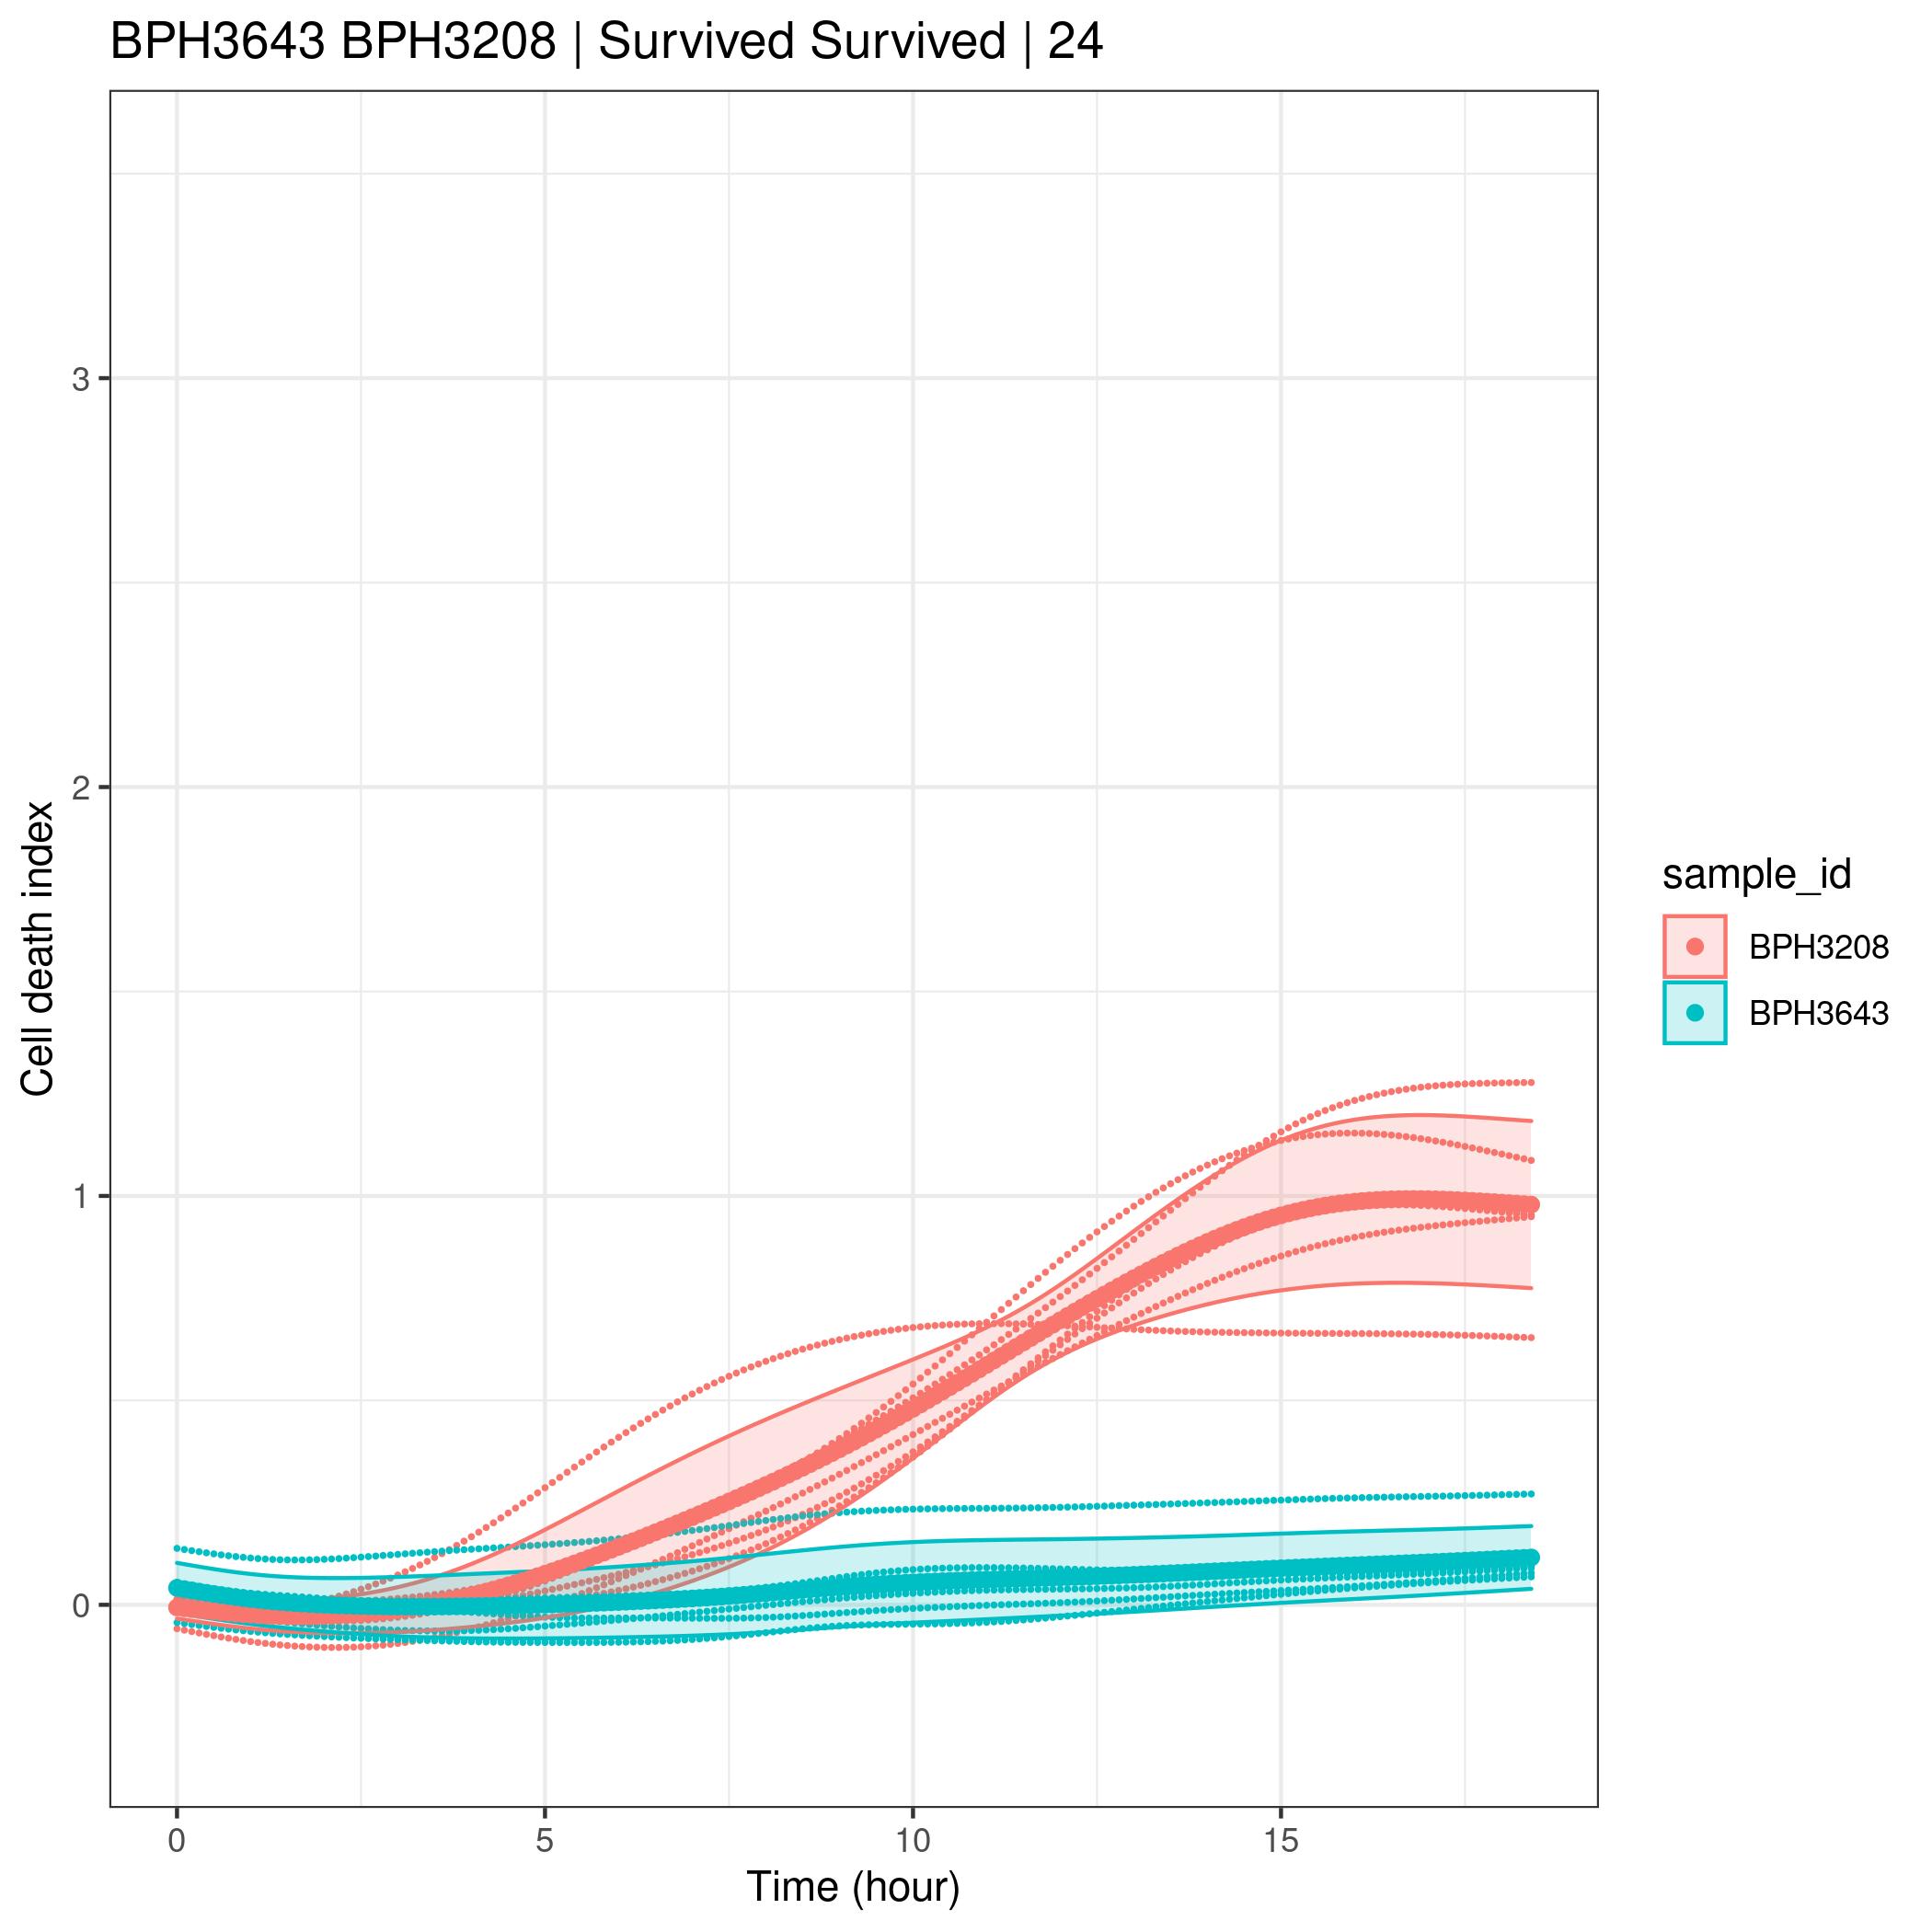 BPH3643 BPH3208 | Survived Survived | 24
3
2
1
0
Cell death index
0 5 10 15
Time (hour)
sample_id
BPH3208
BPH3643